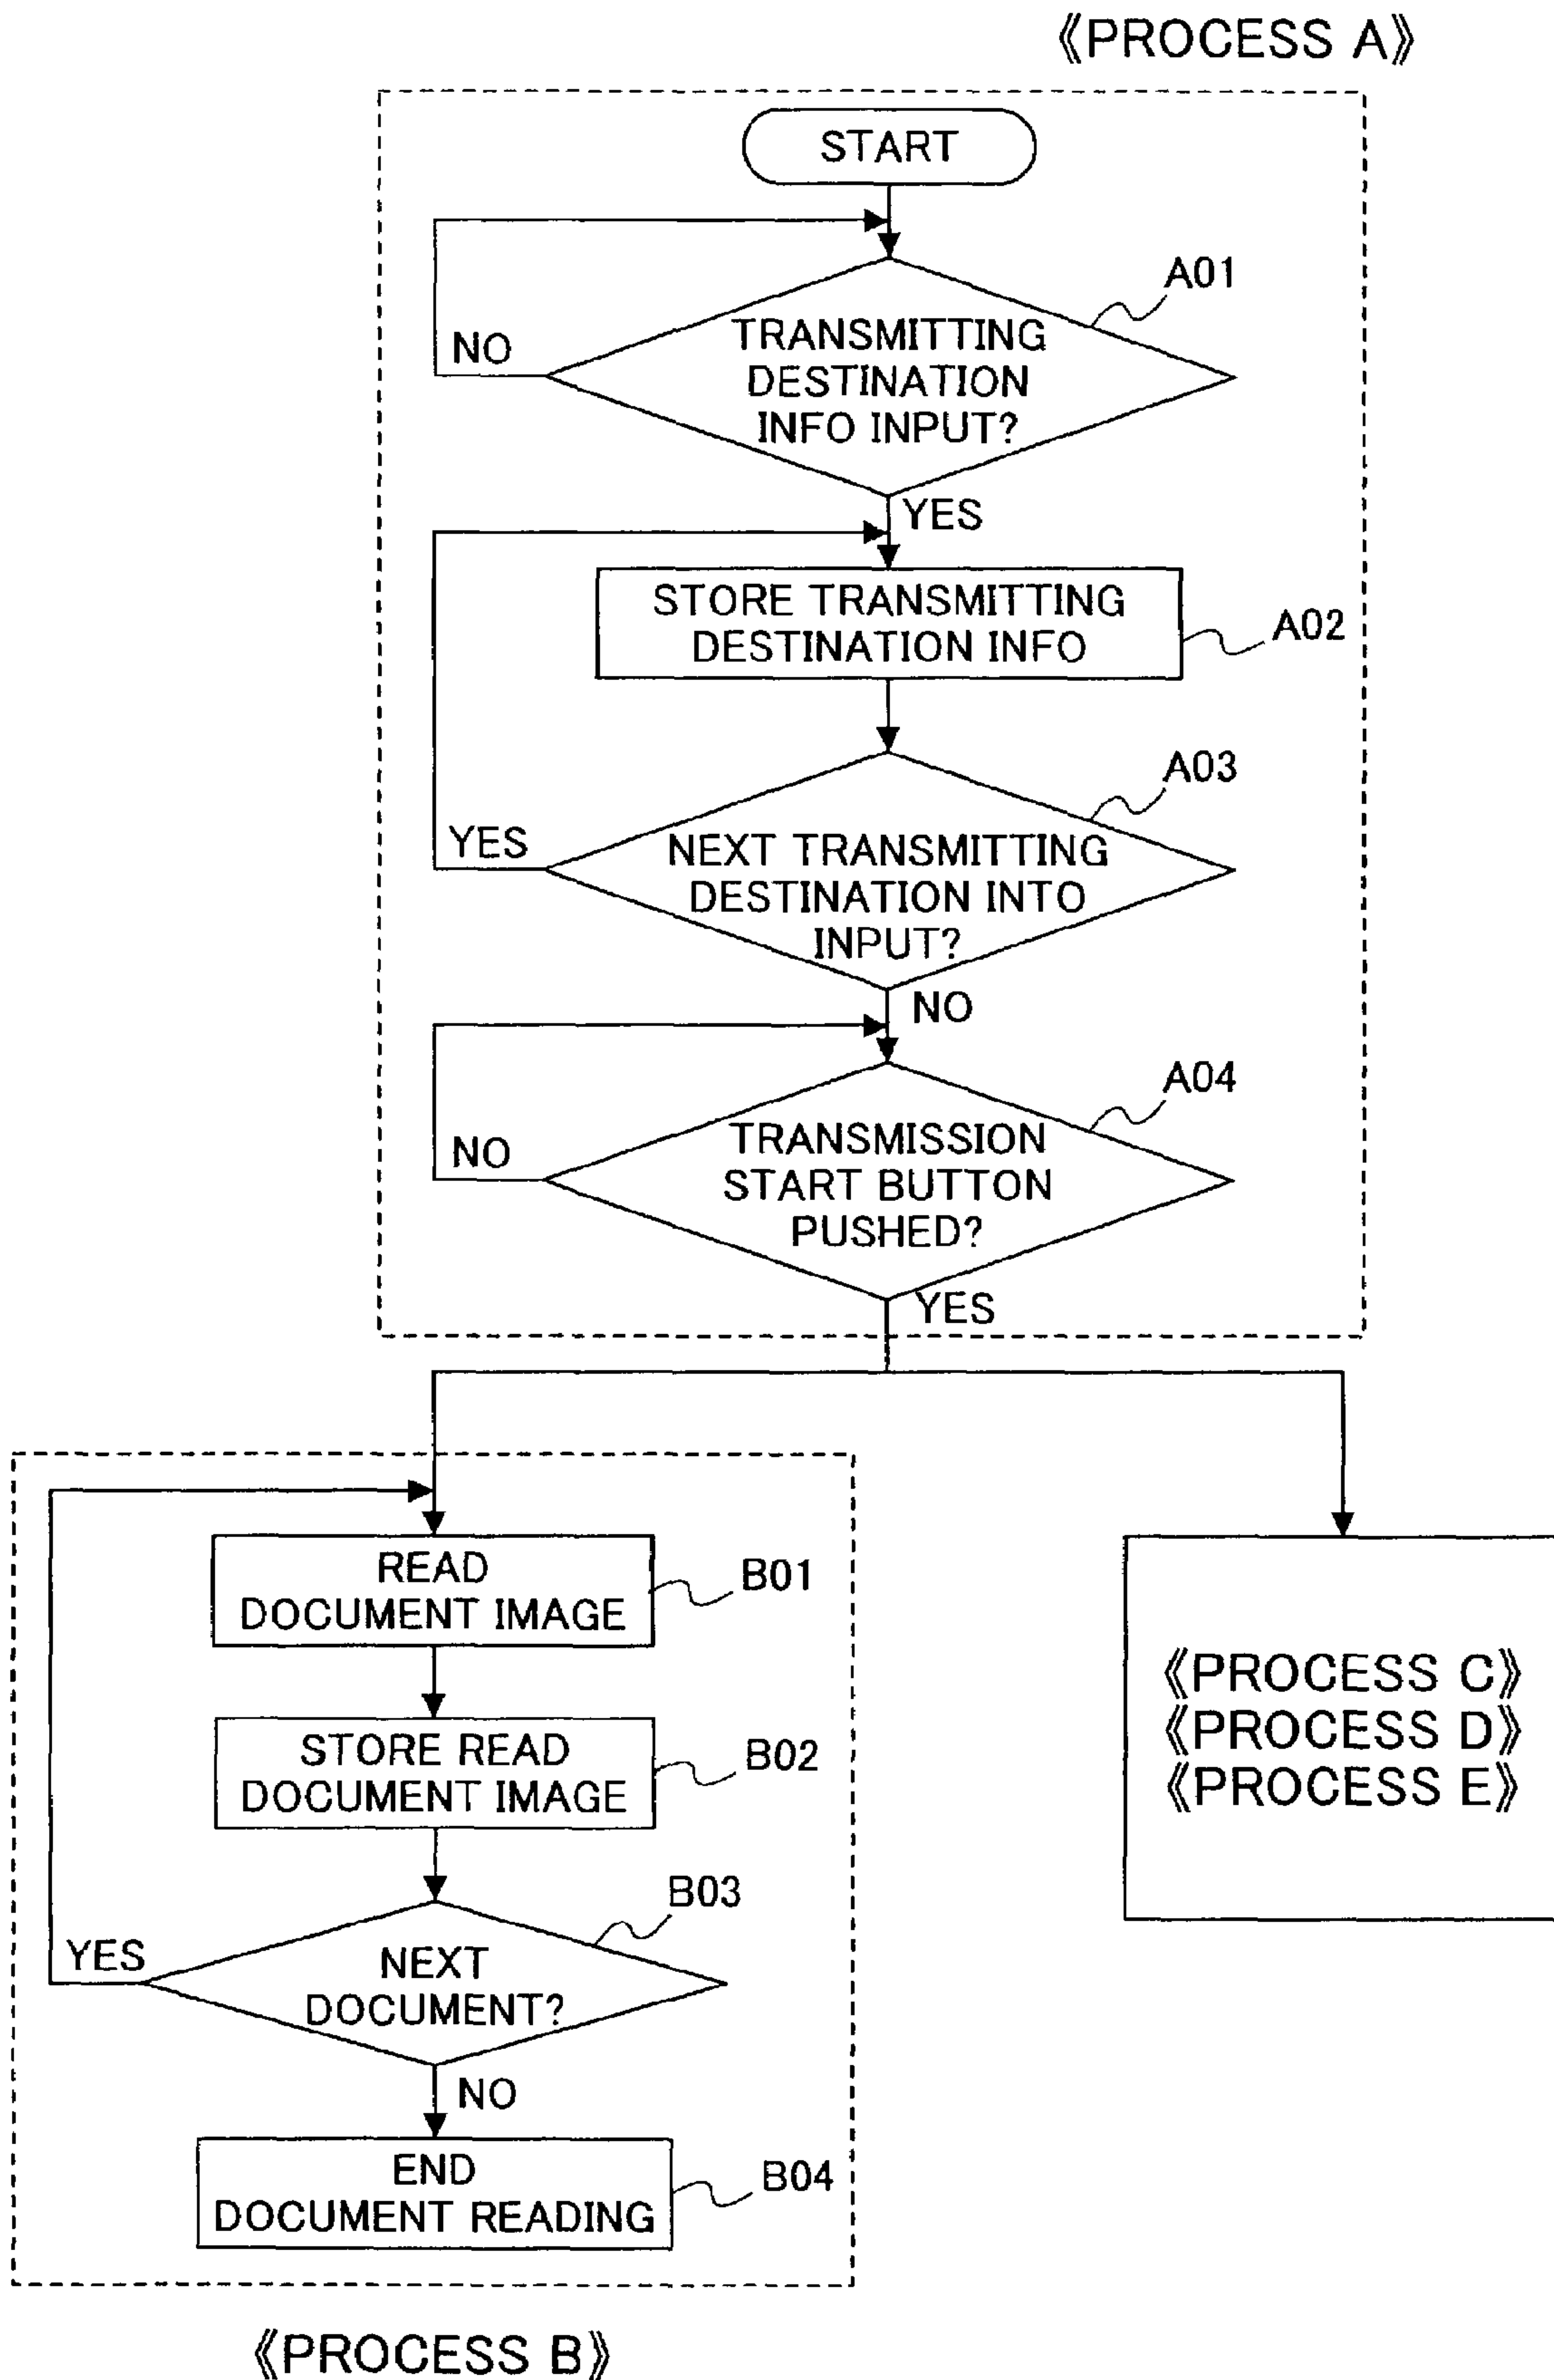 《PROCESS A》
START
A01
NO
TRANSMITTING
DESTINATION
INFO INPUT?
YES
STORE TRANSMITTING
DESTINATION INFO
A02
A03
YES
NEXT TRANSMITTING
DESTINATION INTO
INPUT?
NO
A04
NO
TRANSMISSION
START BUTTON
PUSHED?
YES
READ
DOCUMENT IMAGE
B01
STORE READ
DOCUMENT IMAGE
B02
B03
YES
NEXT
DOCUMENT?
NO
END
DOCUMENT READING
B04
《PROCESS B》
《PROCESS C》
《PROCESS D》
《PROCESS E》